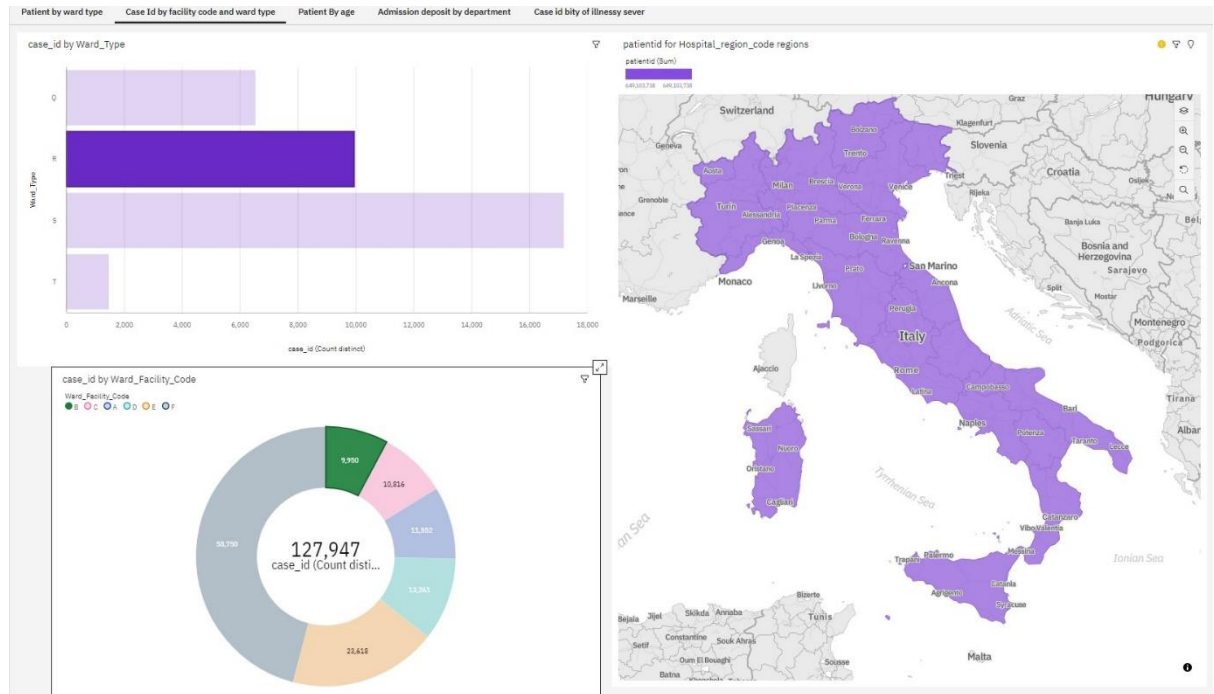 Patient by ward type Case Id by facility code and ward type Patient By age Admission deposit by department Case id bity of illnessy sever
case_id by Ward_Type
Ward_Type
Q
R
S
T
0 2,000 4,000 6,000 8,000 10,000 12,000 14,000 16,000 18,000
case_id (Count distinct)
case_id by Ward_Facility_Code
Ward_Facility_Code
B C A D E F
9,950
10,816
23,618
127,947
case_id (Count disti...
patientid for Hospital_region_code regions
patientid (Sum)
Graz
Hungary
Switzerland
Klagenfurt
Geneva
Bolzano
Slovenia
Trento
Croatia
Aosta
Triest
Osijek
Milan Brescia Verona Venice
Rijeka
Grenoble
Turin Piacenza
Alessandria Parma Ferrara
Banja Luka
Bel
Bologna Ravenna
Bosnia and
Herzegovina
Genoa
La Spezia
Sarajevo
Prato
San Marino
Monaco
Livorno
Ancona
Split
Mostar
Marseille
Perugia
Adriatic Sea
Montenegro
Italy
Podgorica
Ajaccio
Rome
Latina
Campobasso
Bari
Tirana
Sassari
Naples
Potenza
Taranto
Lecce
Albar
Nuoro
Oristano
Tyrrhenian Sea
Cagliari
Catanzaro
Vibo Valentia
Messina
Trapani Palermo
Ionian Sea
Catania
Agrigento
Syracuse
Bizerte
Bejaia Jijel Skikda Annaba
Tunis
Setif Constantine Souk Ahras
Oum El Bouaghi
Sousse
Malta
Batna